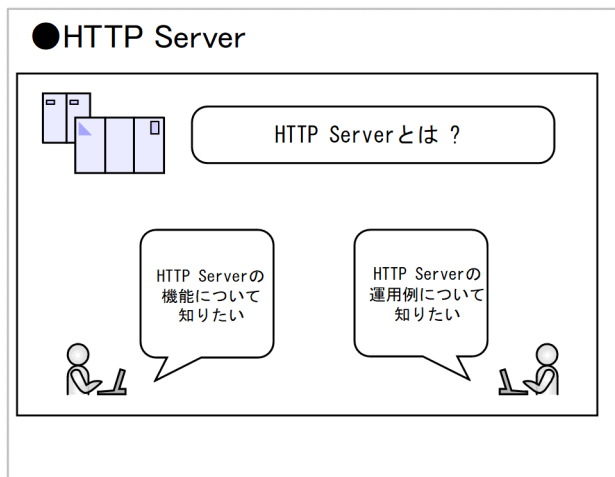 ●HTTP Server
HTTP Serverとは ?
HTTP Serverの
機能について
知りたい
HTTP Serverの
運用例について
知りたい